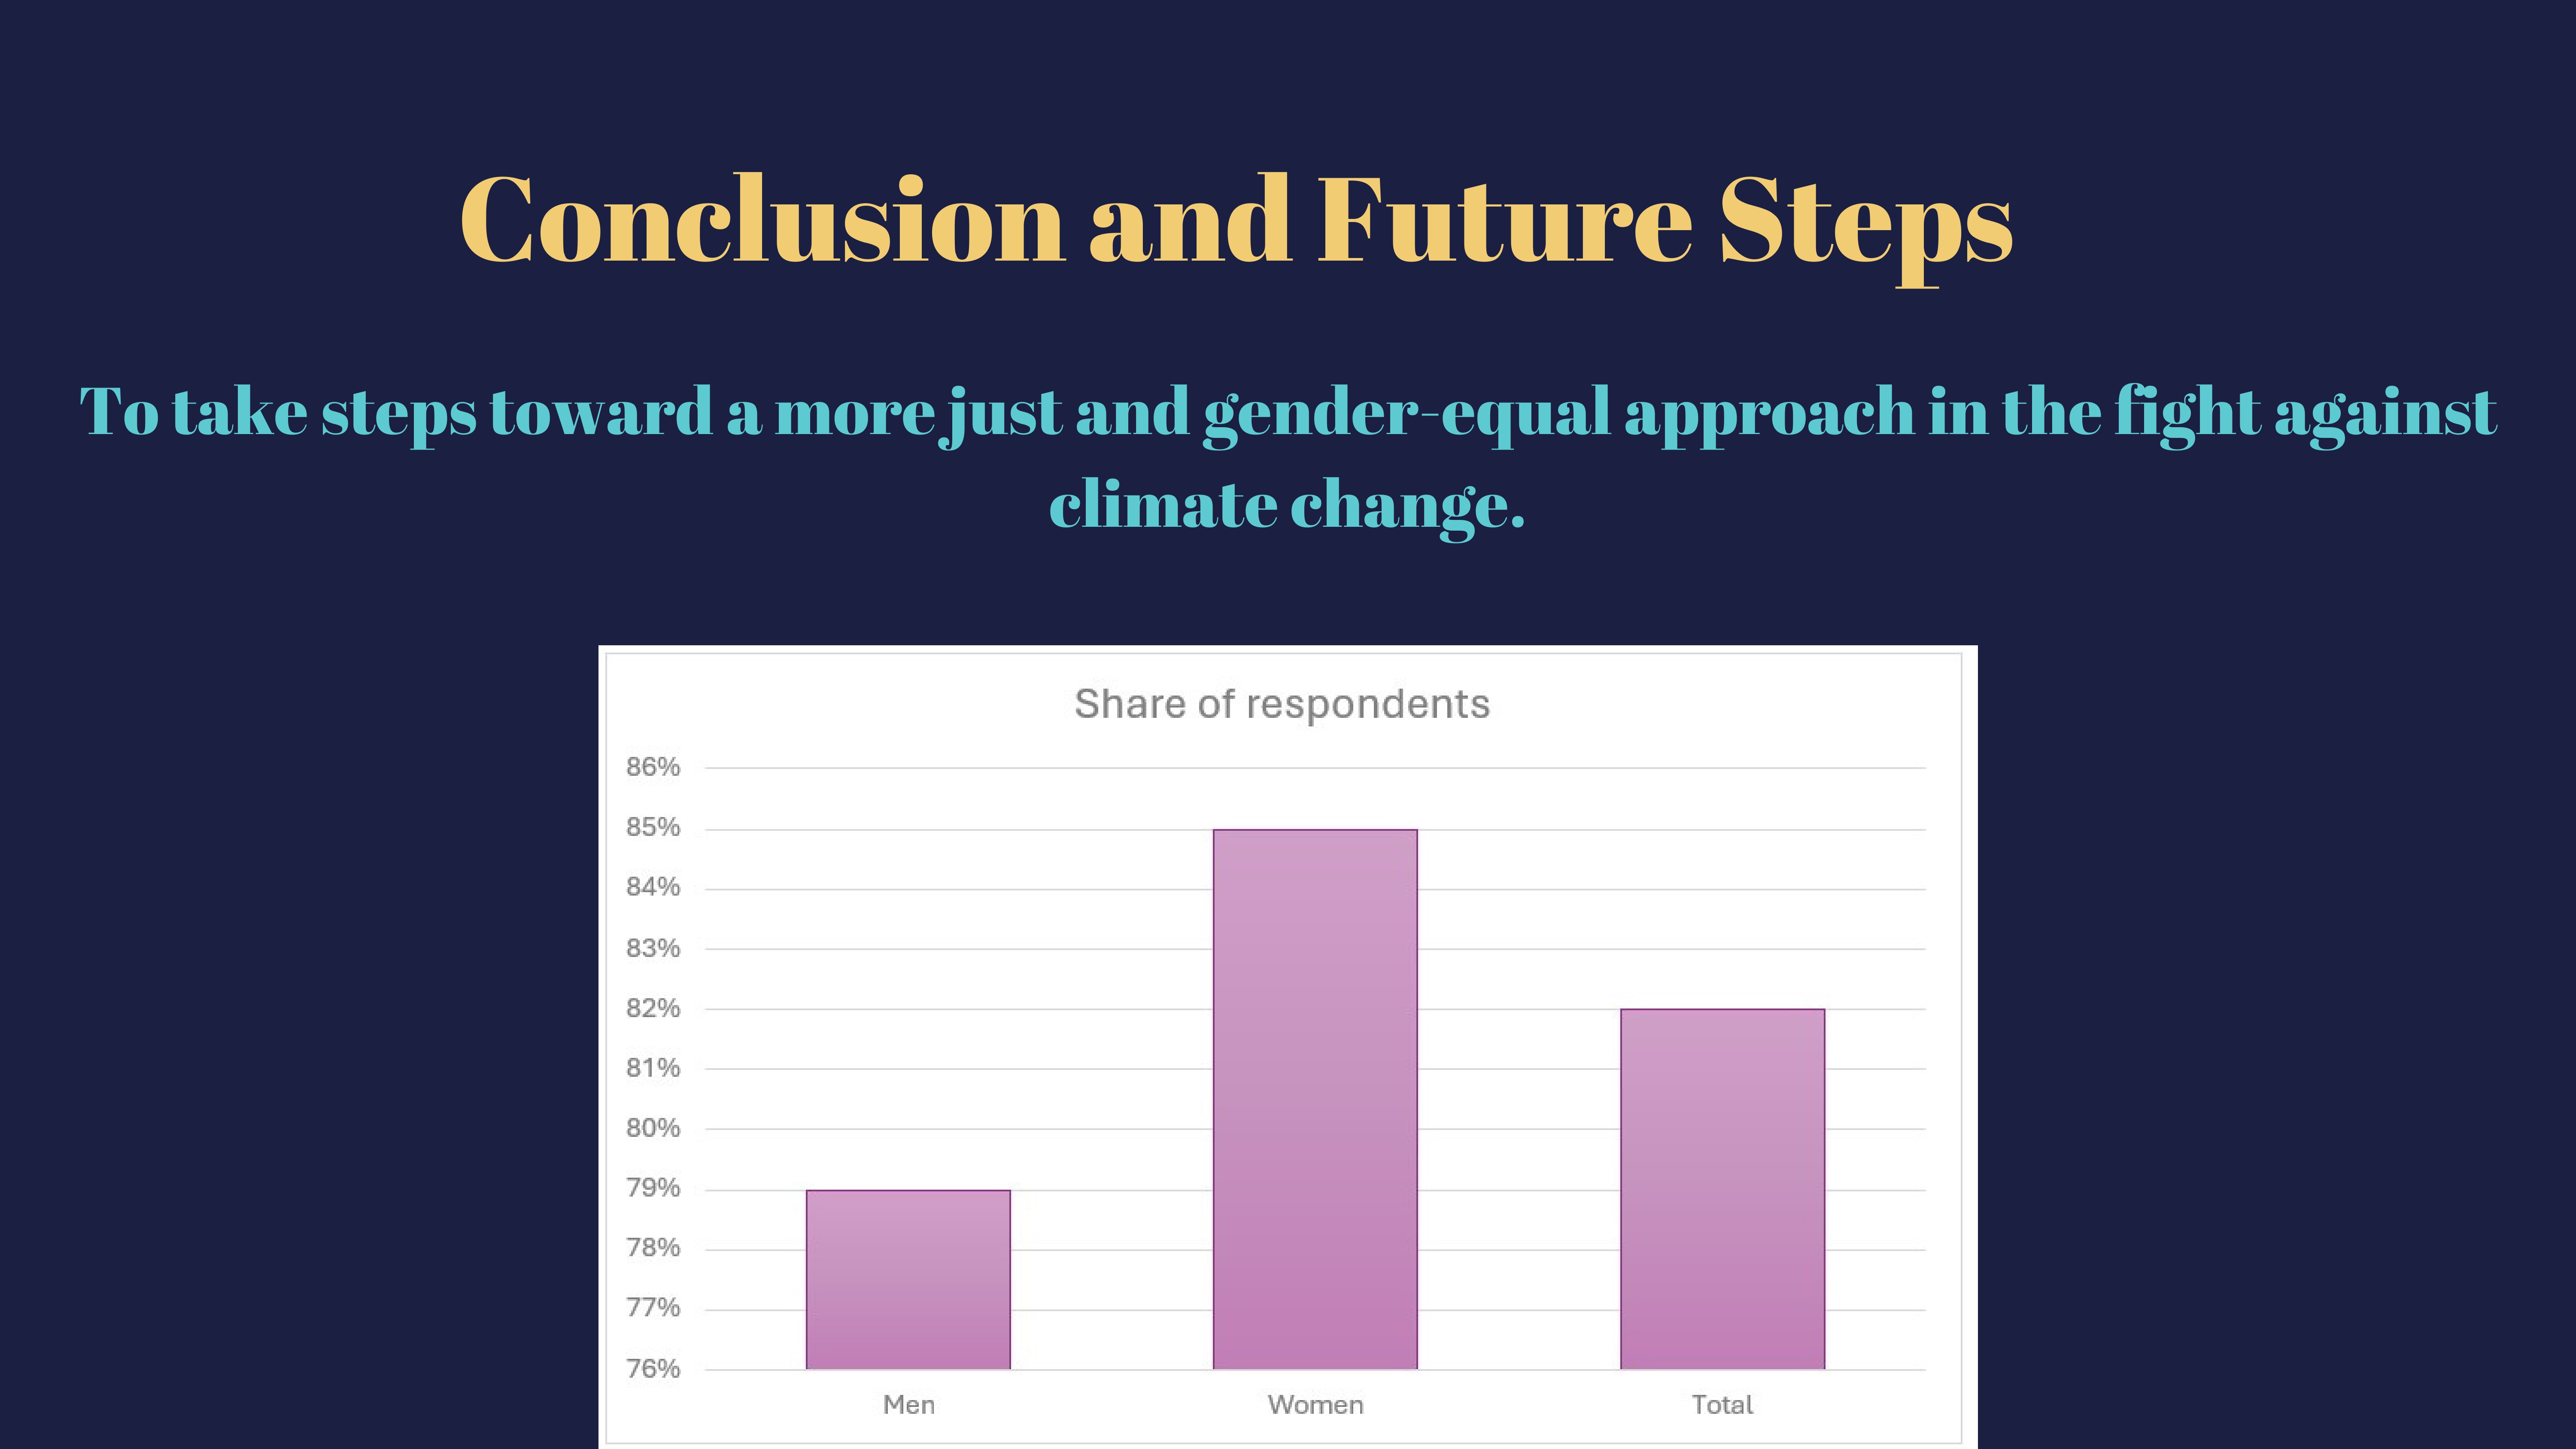 Conclusion and Future Steps
To take steps toward a more just and gender-equal approach in the fight against
climate change.
Share of respondents
86%
85%
84%
83%
82%
81%
80%
79%
78%
77%
76%
Men Women Total